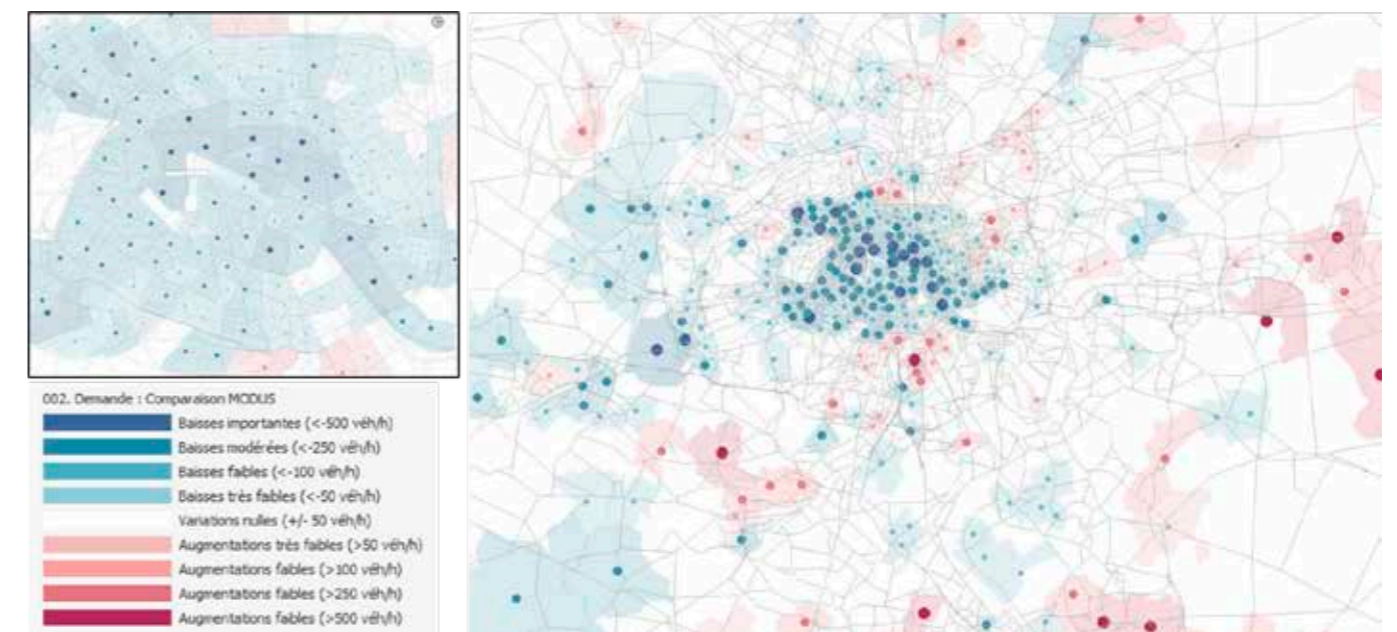 002. Demande : Comparaison MODUS
Baisses importantes (<-500 véh/h)
Baisses modérées (<-250 véh/h)
Baisses faibles (<-100 véh/h)
Baisses très faibles (<-50 véh/h)
Variations nulles (+/- 50 véh/h)
Augmentations très faibles (>50 véh/h)
Augmentations faibles (>100 véh/h)
Augmentations faibles (>250 véh/h)
Augmentations faibles (>500 véh/h)